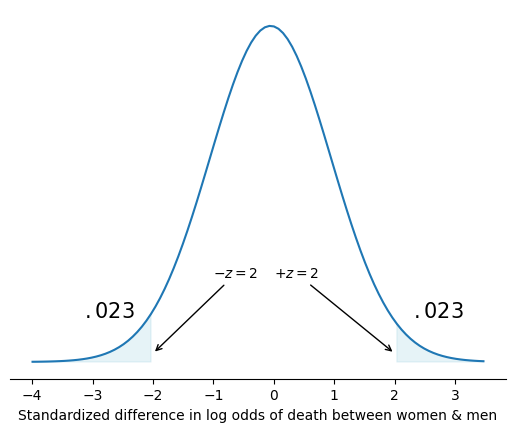 −z = 2 +z = 2
.023 .023
−4 −3 −2 −1 0 1 2 3
Standardized difference in log odds of death between women & men